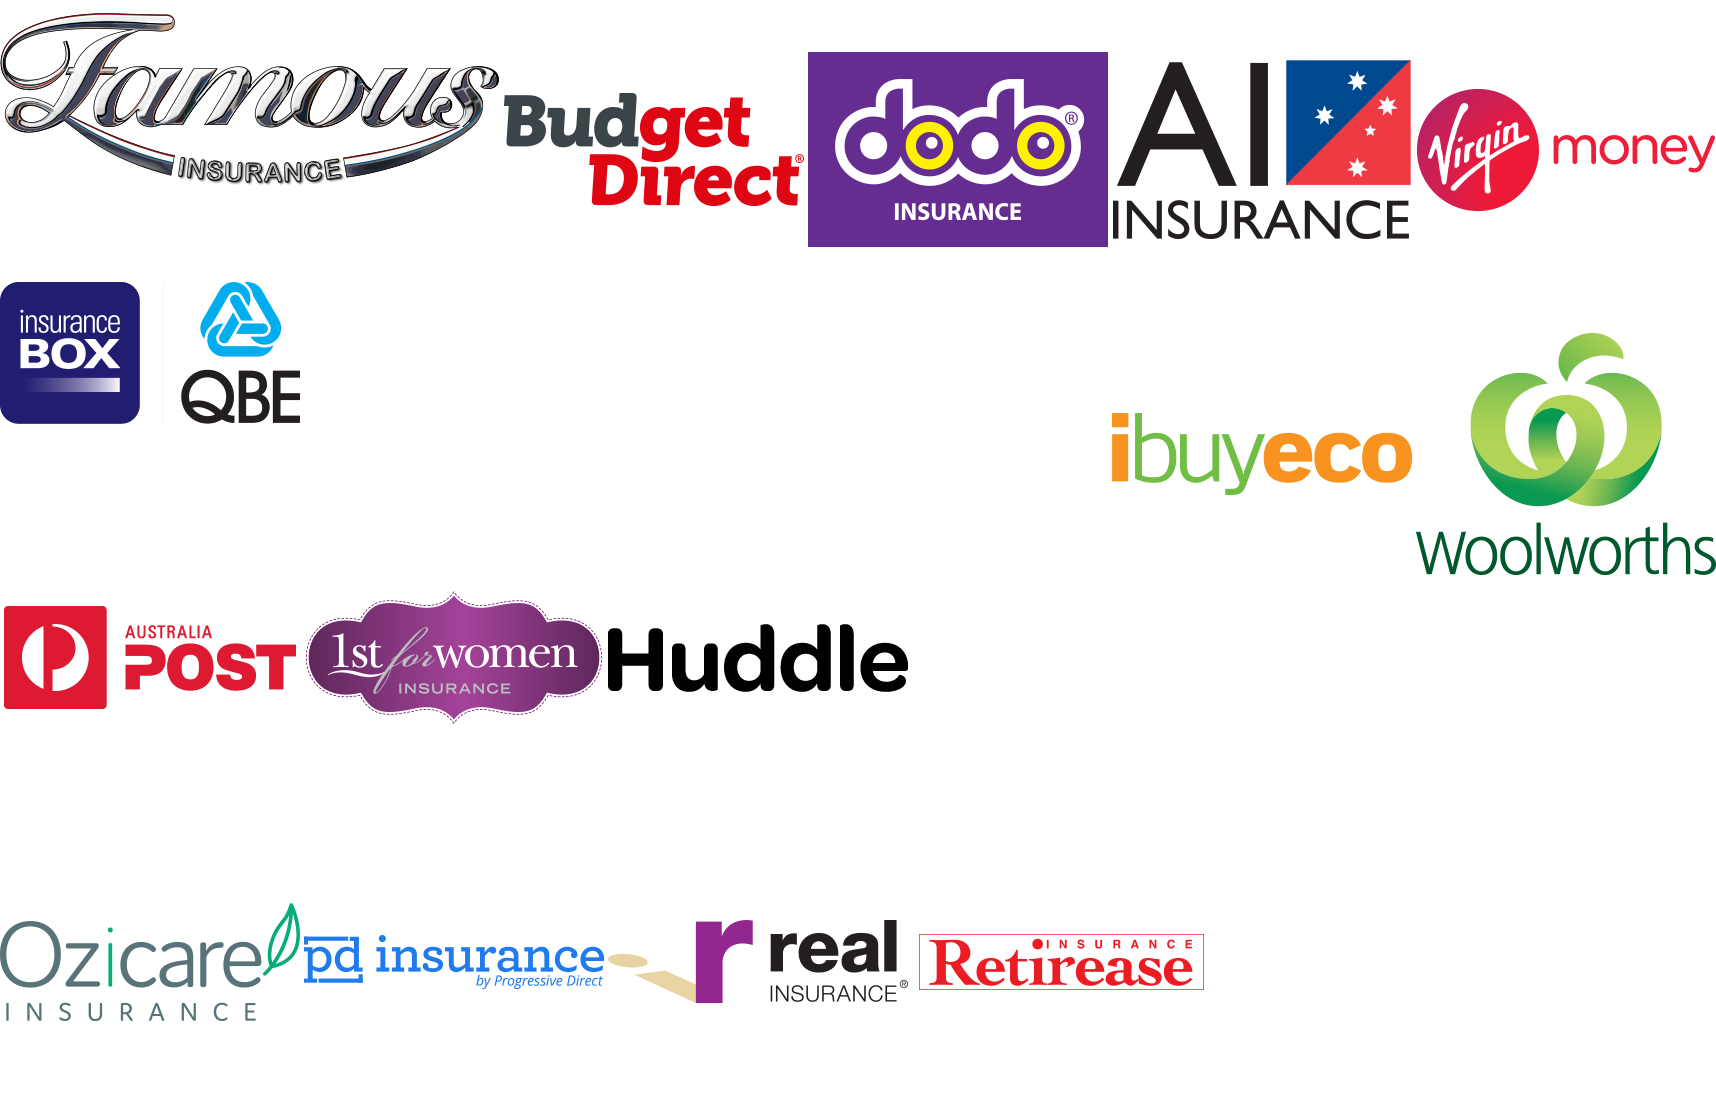 Famous
INSURANCE
Budget
Direct®
dodo®
INSURANCE
AI
INSURANCE
Virgin money
insurance
BOX
QBE
ibuyeco
Woolworths
AUSTRALIA
POST
1st for women
INSURANCE
Huddle
Ozicare
INSURANCE
pd insurance
by Progressive Direct
r real
INSURANCE®
INSURANCE
Retirease